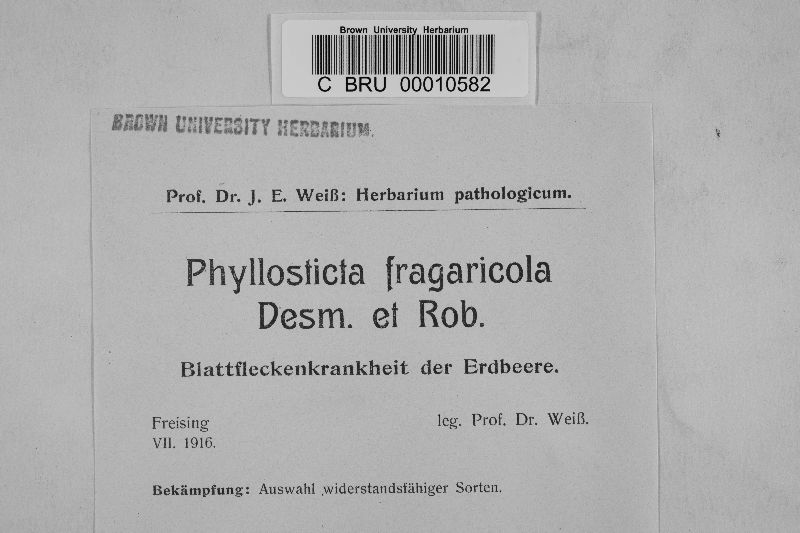 Brown University Herbarium
C BRU 00010582
BROWN UNIVERSITY HERBARIUM.
Prof. Dr. J. E. Weiß: Herbarium pathologicum.
Phyllosticta fragaricola
Desm. et Rob.
Blattfleckenkrankheit der Erdbeere.
Freising
leg. Prof. Dr. Weiß.
VII. 1916.
Bekämpfung: Auswahl widerstandsfähiger Sorten.